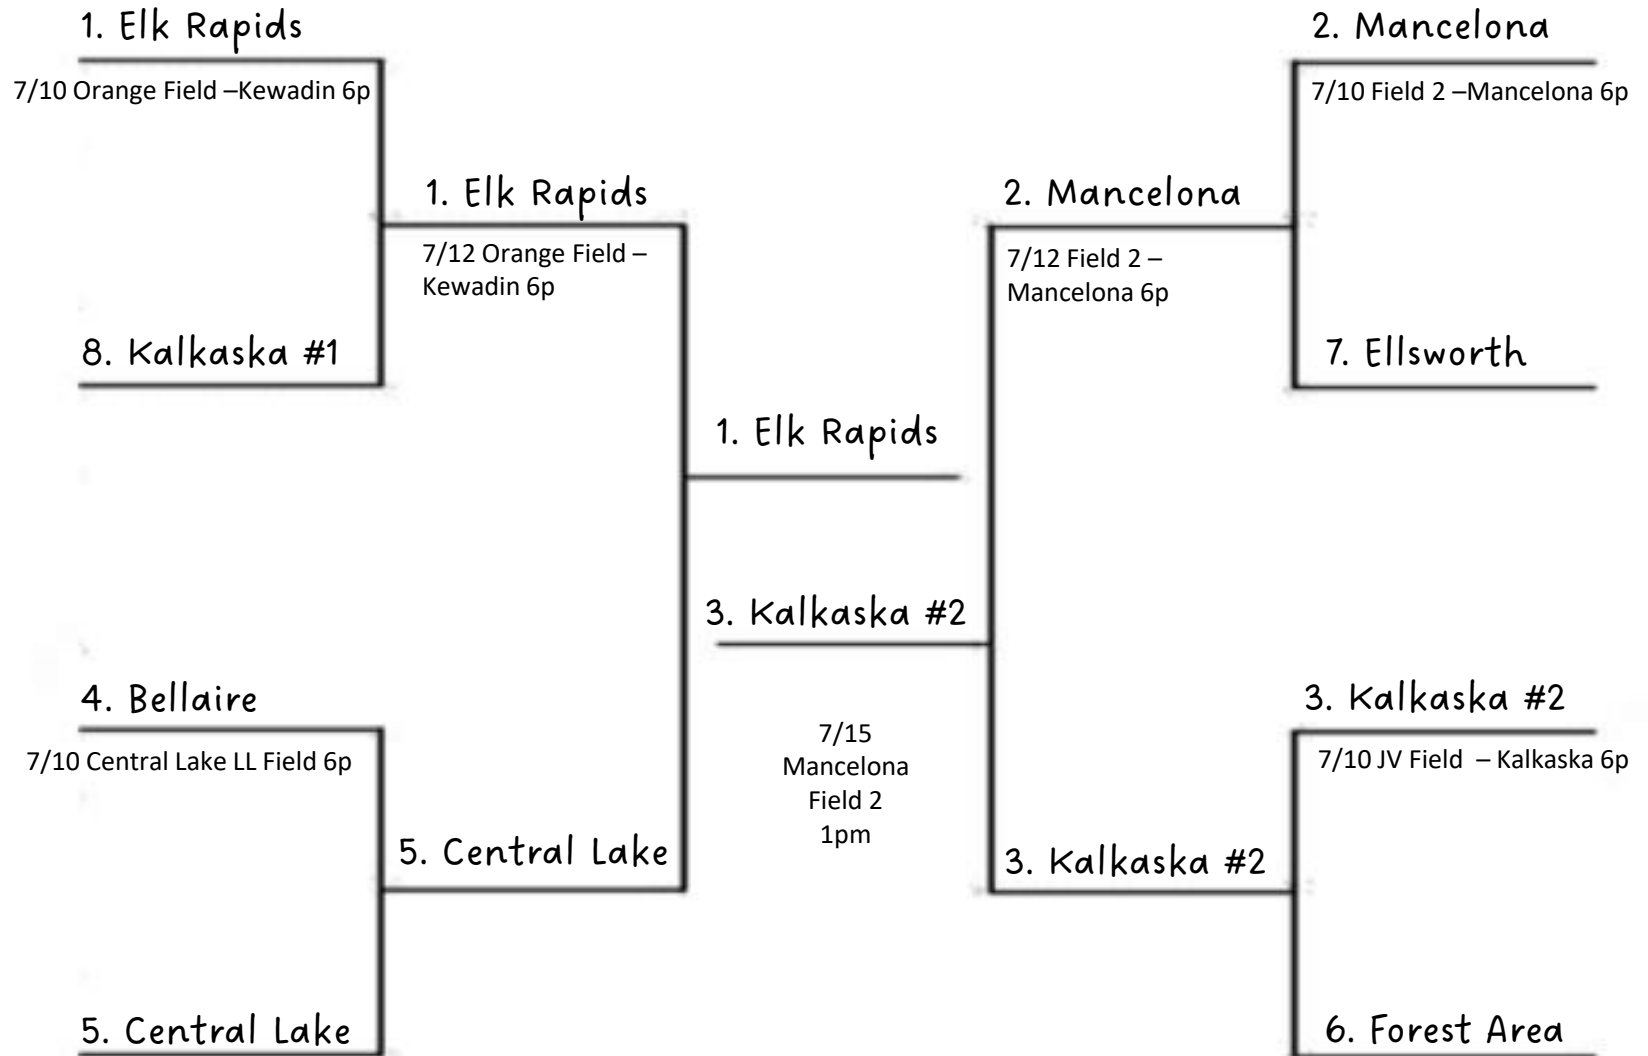 1. Elk Rapids
7/10 Orange Field –Kewadin 6p
8. Kalkaska #1
4. Bellaire
7/10 Central Lake LL Field 6p
5. Central Lake
1. Elk Rapids
7/12 Orange Field –
Kewadin 6p
5. Central Lake
1. Elk Rapids
3. Kalkaska #2
7/15
Mancelona
Field 2
1pm
2. Mancelona
7/12 Field 2 –
Mancelona 6p
3. Kalkaska #2
2. Mancelona
7/10 Field 2 –Mancelona 6p
7. Ellsworth
3. Kalkaska #2
7/10 JV Field  – Kalkaska 6p
6. Forest Area